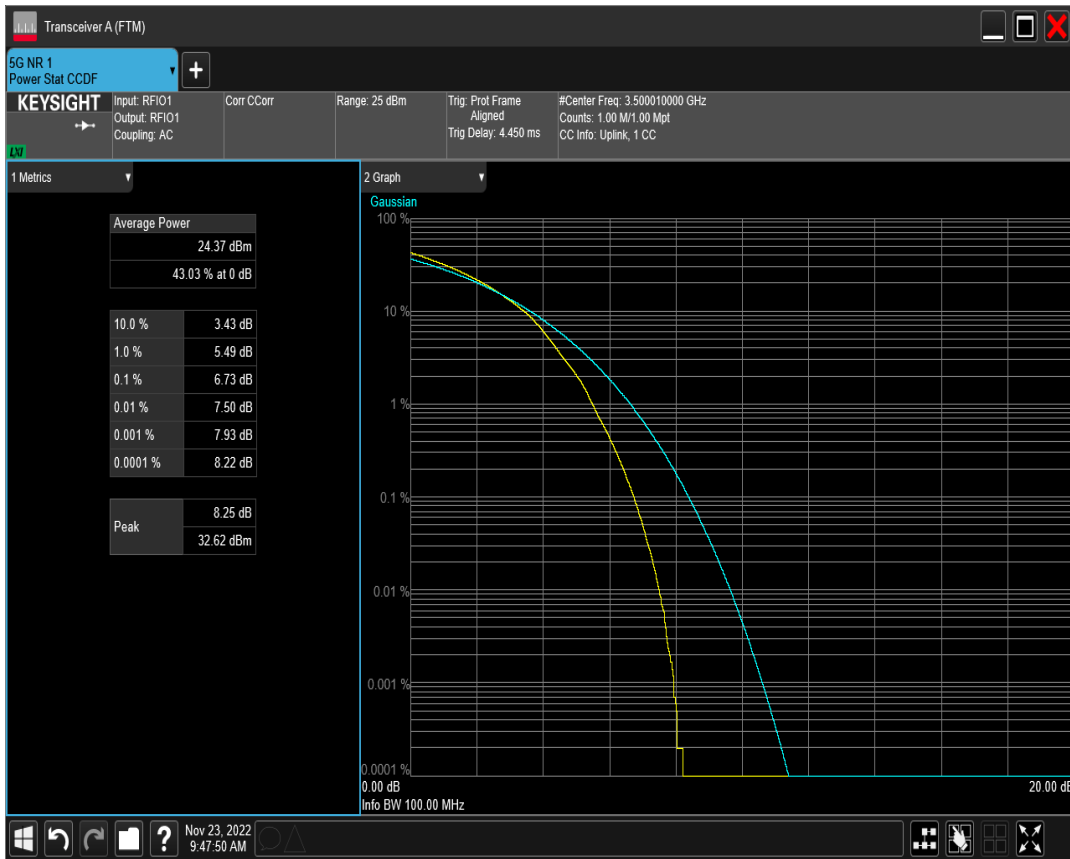 Transceiver A (FTM)
5G NR 1
Power Stat CCDF
+
KEYSIGHT
LXI
Input: RFIO1
Output: RFIO1
Coupling: AC
Corr CCorr
Range: 25 dBm
Trig: Prot Frame
Aligned
Trig Delay: 4.450 ms
#Center Freq: 3.500010000 GHz
Counts: 1.00 M/1.00 Mpt
CC Info: Uplink, 1 CC
1 Metrics
Average Power
24.37 dBm
43.03 % at 0 dB
10.0 % 3.43 dB
1.0 % 5.49 dB
0.1 % 6.73 dB
0.01 % 7.50 dB
0.001 % 7.93 dB
0.0001 % 8.22 dB
Peak
8.25 dB
32.62 dBm
2 Graph
Gaussian
100 %
10 %
1 %
0.1 %
0.01 %
0.001 %
0.0001 %
0.00 dB
20.00 dB
Info BW 100.00 MHz
?
Nov 23, 2022
9:47:50 AM